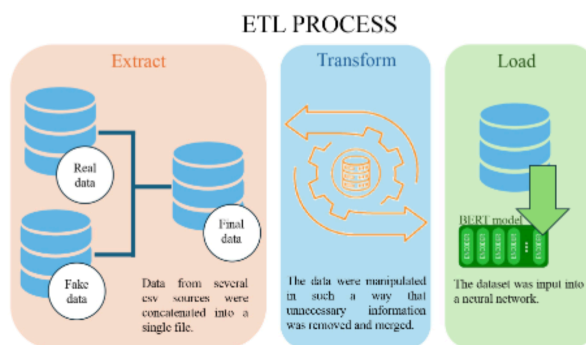 ETL PROCESS
Extract
Real
data
Fake
data
Final
data
Data from several
csv sources were
concatenated into a
single file.
Transform
The data were manipulated
in such a way that
unnecessary information
was removed and merged.
Load
BERT model
The dataset was input into
a neural network.